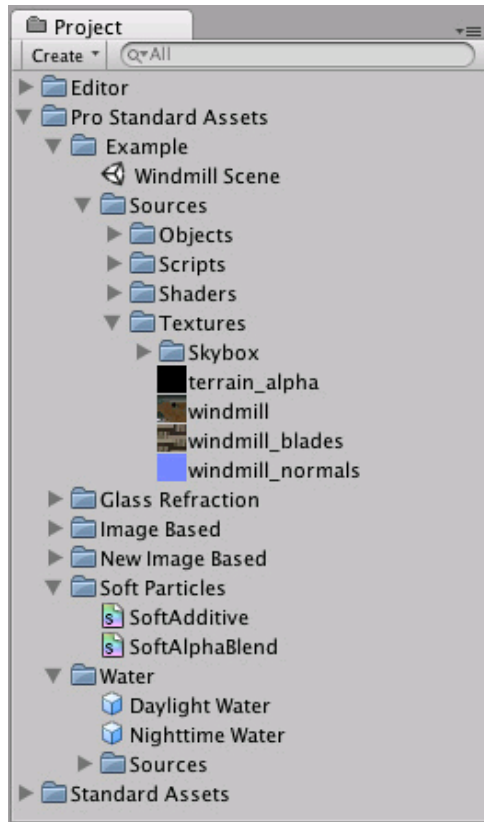 Project
Create All
Editor
Pro Standard Assets
Example
Windmill Scene
Sources
Objects
Scripts
Shaders
Textures
Skybox
terrain_alpha
windmill
windmill_blades
windmill_normals
Glass Refraction
Image Based
New Image Based
Soft Particles
SoftAdditive
SoftAlphaBlend
Water
Daylight Water
Nighttime Water
Sources
Standard Assets